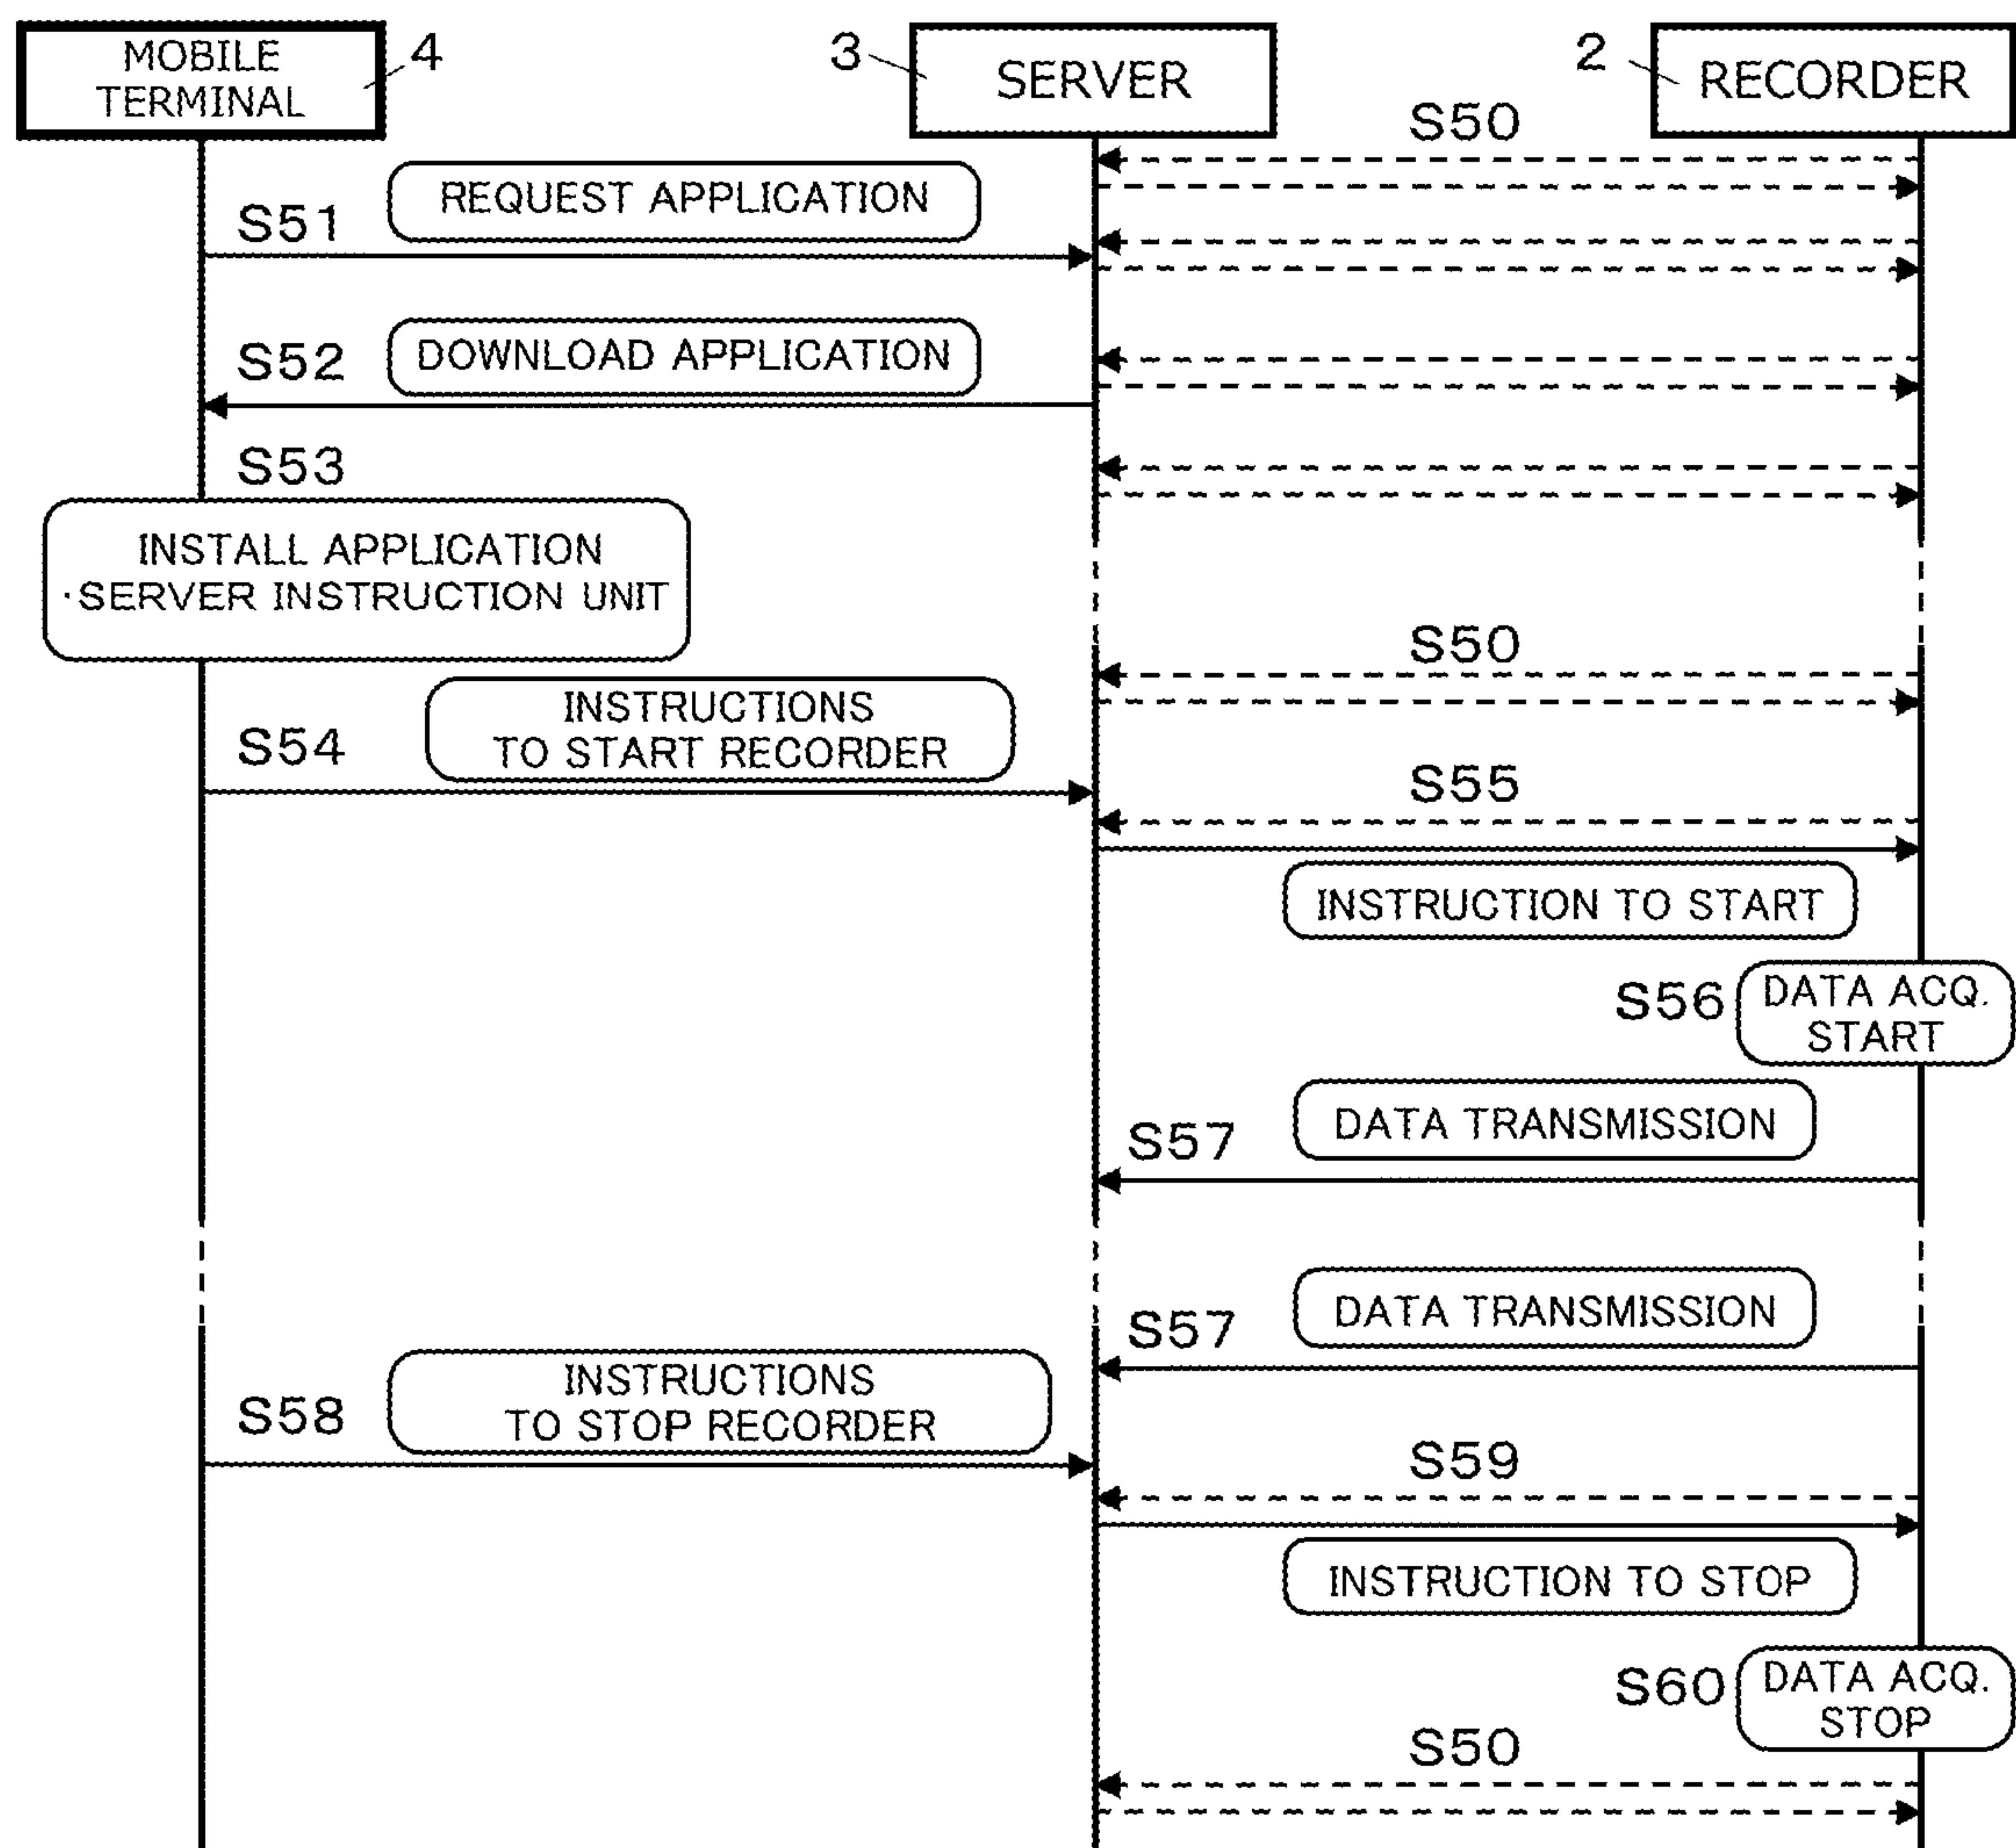 MOBILE
TERMINAL
4
3
SERVER
2
RECORDER
S50
REQUEST APPLICATION
S51
DOWNLOAD APPLICATION
S52
S53
INSTALL APPLICATION
·SERVER INSTRUCTION UNIT
S50
INSTRUCTIONS
TO START RECORDER
S54
S55
INSTRUCTION TO START
S56
DATA ACQ.
START
DATA TRANSMISSION
S57
DATA TRANSMISSION
S57
INSTRUCTIONS
TO STOP RECORDER
S58
S59
INSTRUCTION TO STOP
S60
DATA ACQ.
STOP
S50